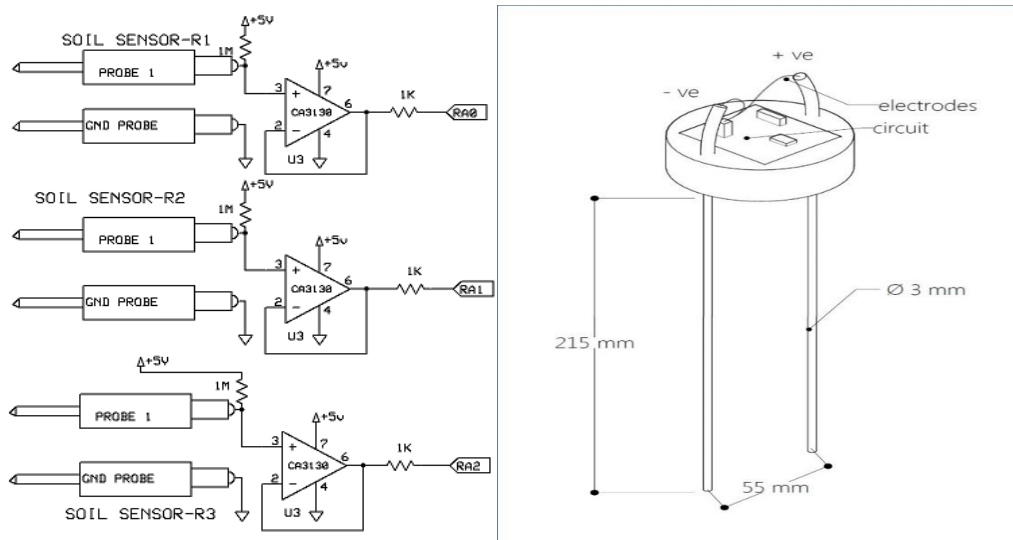 +5V
SOIL SENSOR-R1
1M
PROBE 1
+5v
3
+
7
CA3130
6
1K
RA0
2
-
4
GND PROBE
U3
+5V
SOIL SENSOR-R2
1M
PROBE 1
+5v
3
+
7
CA3130
6
1K
RA1
2
-
4
GND PROBE
U3
+5V
1M
PROBE 1
+5v
3
+
7
CA3130
6
1K
RA2
2
-
4
GND PROBE
U3
SOIL SENSOR-R3
+ ve
- ve
electrodes
circuit
Ø 3 mm
215 mm
55 mm